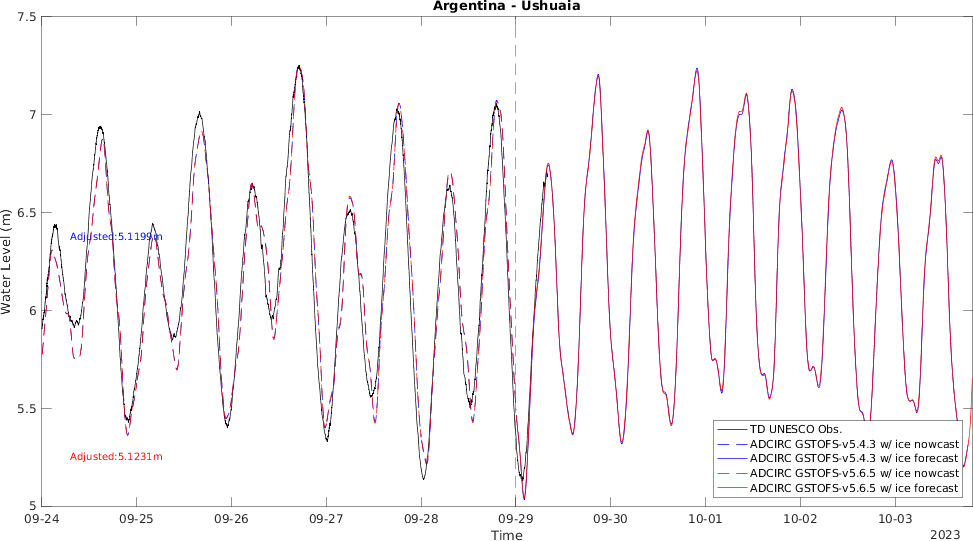 Argentina - Ushuaia
7.5
7
6.5
6
5.5
5
Water Level (m)
Adjusted:5.1199m
Adjusted:5.1231m
TD UNESCO Obs.
ADCIRC GSTOFS-v5.4.3 w/ ice nowcast
ADCIRC GSTOFS-v5.4.3 w/ ice forecast
ADCIRC GSTOFS-v5.6.5 w/ ice nowcast
ADCIRC GSTOFS-v5.6.5 w/ ice forecast
09-24 09-25 09-26 09-27 09-28 09-29 09-30 10-01 10-02 10-03
Time
2023